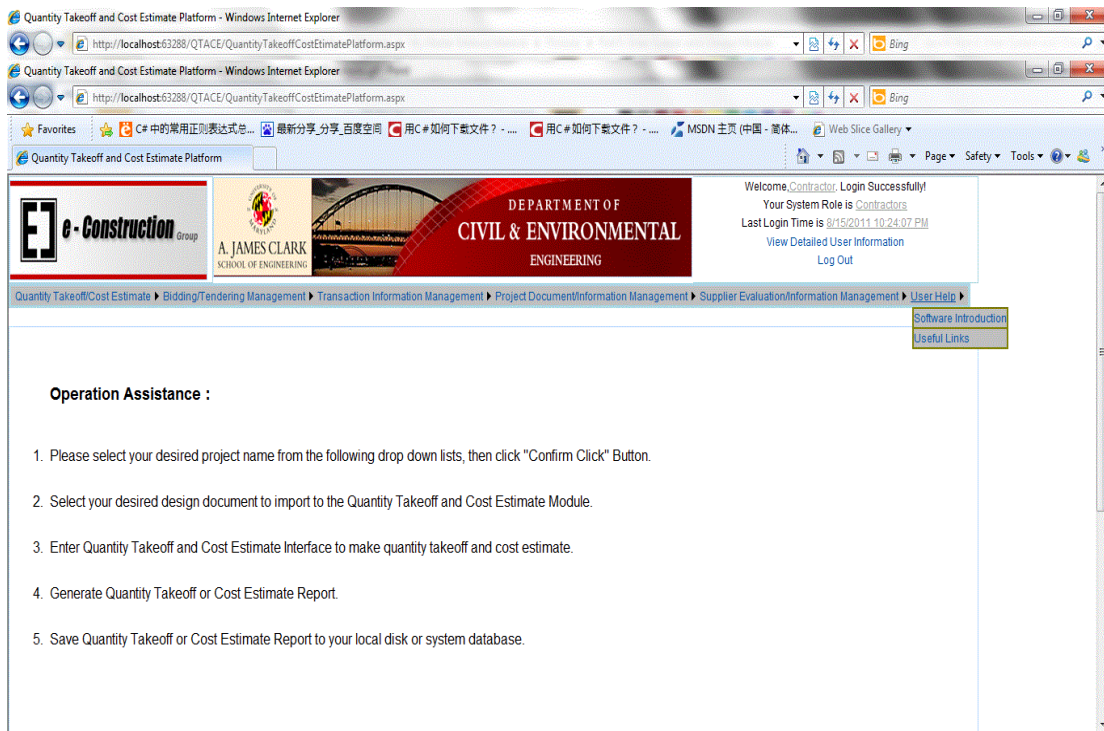 Quantity Takeoff and Cost Estimate Platform - Windows Internet Explorer
http://localhost:63288/QTACE/QuantityTakeoffCostEtimatePlatform.aspx
Bing
Quantity Takeoff and Cost Estimate Platform - Windows Internet Explorer
http://localhost:63288/QTACE/QuantityTakeoffCostEtimatePlatform.aspx
Bing
Favorites C# 中的常用正则表达式总... 最新分享_分享_百度空间 用C＃如何下载文件？- .... 用C＃如何下载文件？- .... MSDN 主页 (中国 - 简体... Web Slice Gallery
Quantity Takeoff and Cost Estimate Platform
Page Safety Tools
e - Construction Group
UNIVERSITY OF MARYLAND
A. JAMES CLARK
SCHOOL OF ENGINEERING
DEPARTMENT OF
CIVIL & ENVIRONMENTAL
ENGINEERING
Welcome,Contractor. Login Successfully!
Your System Role is Contractors
Last Login Time is 8/15/2011 10:24:07 PM
View Detailed User Information
Log Out
Quantity Takeoff/Cost Estimate Bidding/Tendering Management Transaction Information Management Project Document/Information Management Supplier Evaluation/Information Management User Help
Software Introduction
Useful Links
Operation Assistance :
1. Please select your desired project name from the following drop down lists, then click "Confirm Click" Button.
2. Select your desired design document to import to the Quantity Takeoff and Cost Estimate Module.
3. Enter Quantity Takeoff and Cost Estimate Interface to make quantity takeoff and cost estimate.
4. Generate Quantity Takeoff or Cost Estimate Report.
5. Save Quantity Takeoff or Cost Estimate Report to your local disk or system database.